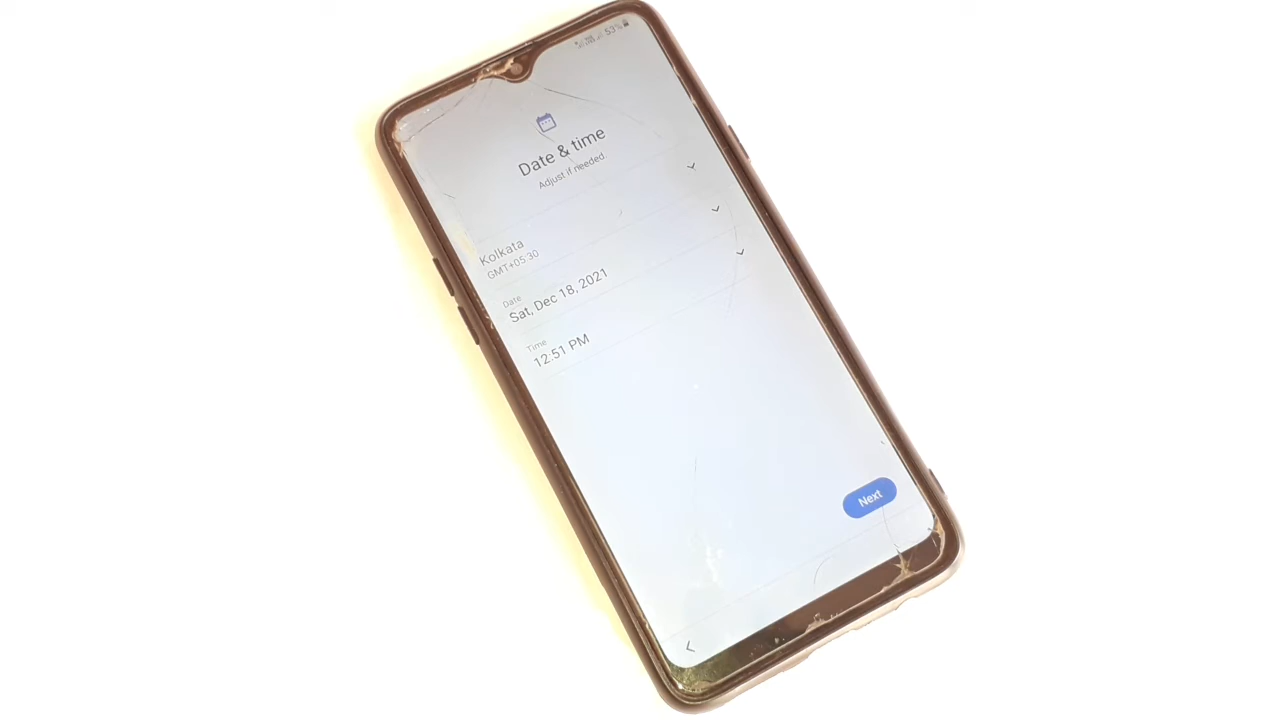 53%
Date & time
Adjust if needed.
Kolkata
GMT+05:30
Date
Sat, Dec 18, 2021
Time
12:51 PM
Next